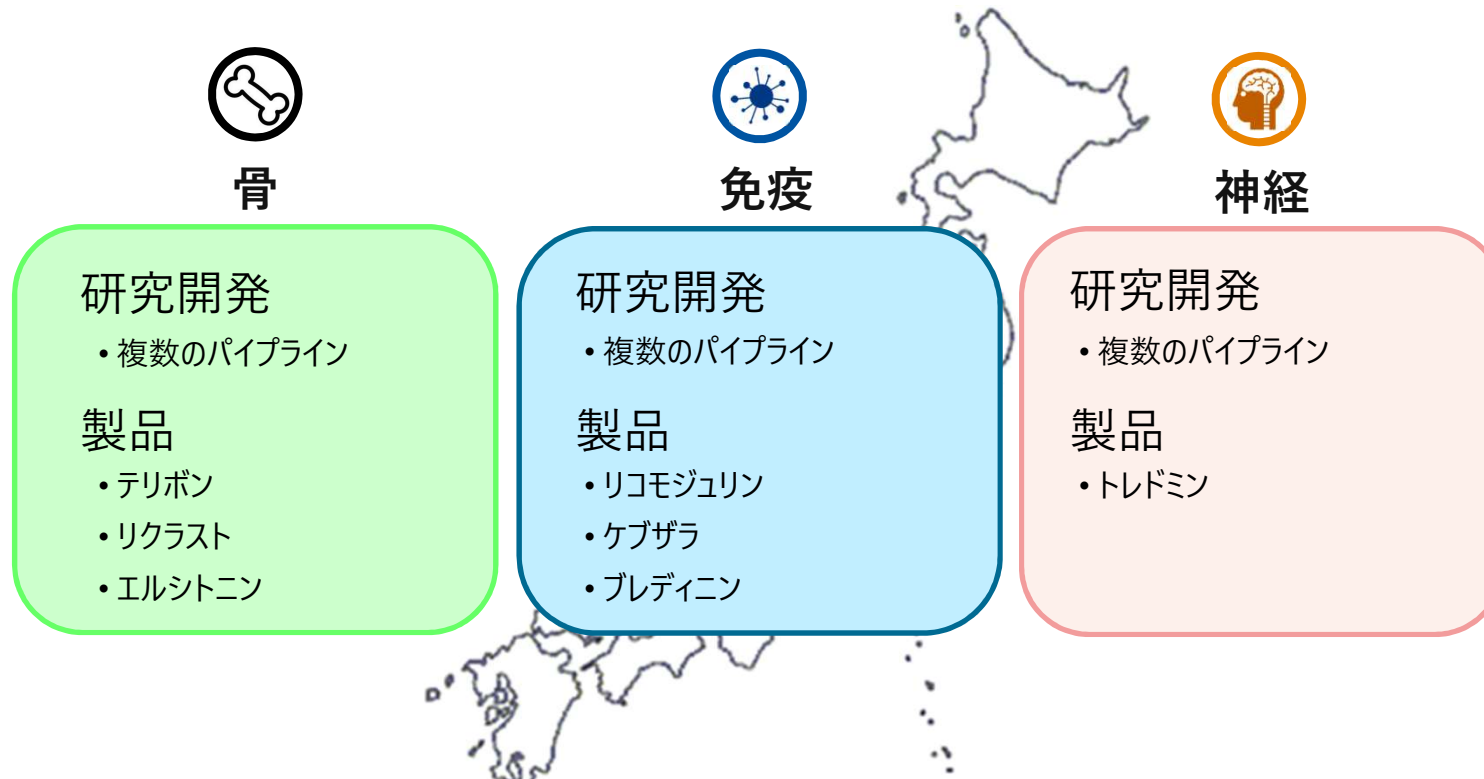 骨
研究開発
・複数のパイプライン
製品
・テリボン
・リクラスト
・エルシトニン
免疫
研究開発
・複数のパイプライン
製品
・リコモジュリン
・ケブザラ
・ブレディニン
神経
研究開発
・複数のパイプライン
製品
・トレドミン